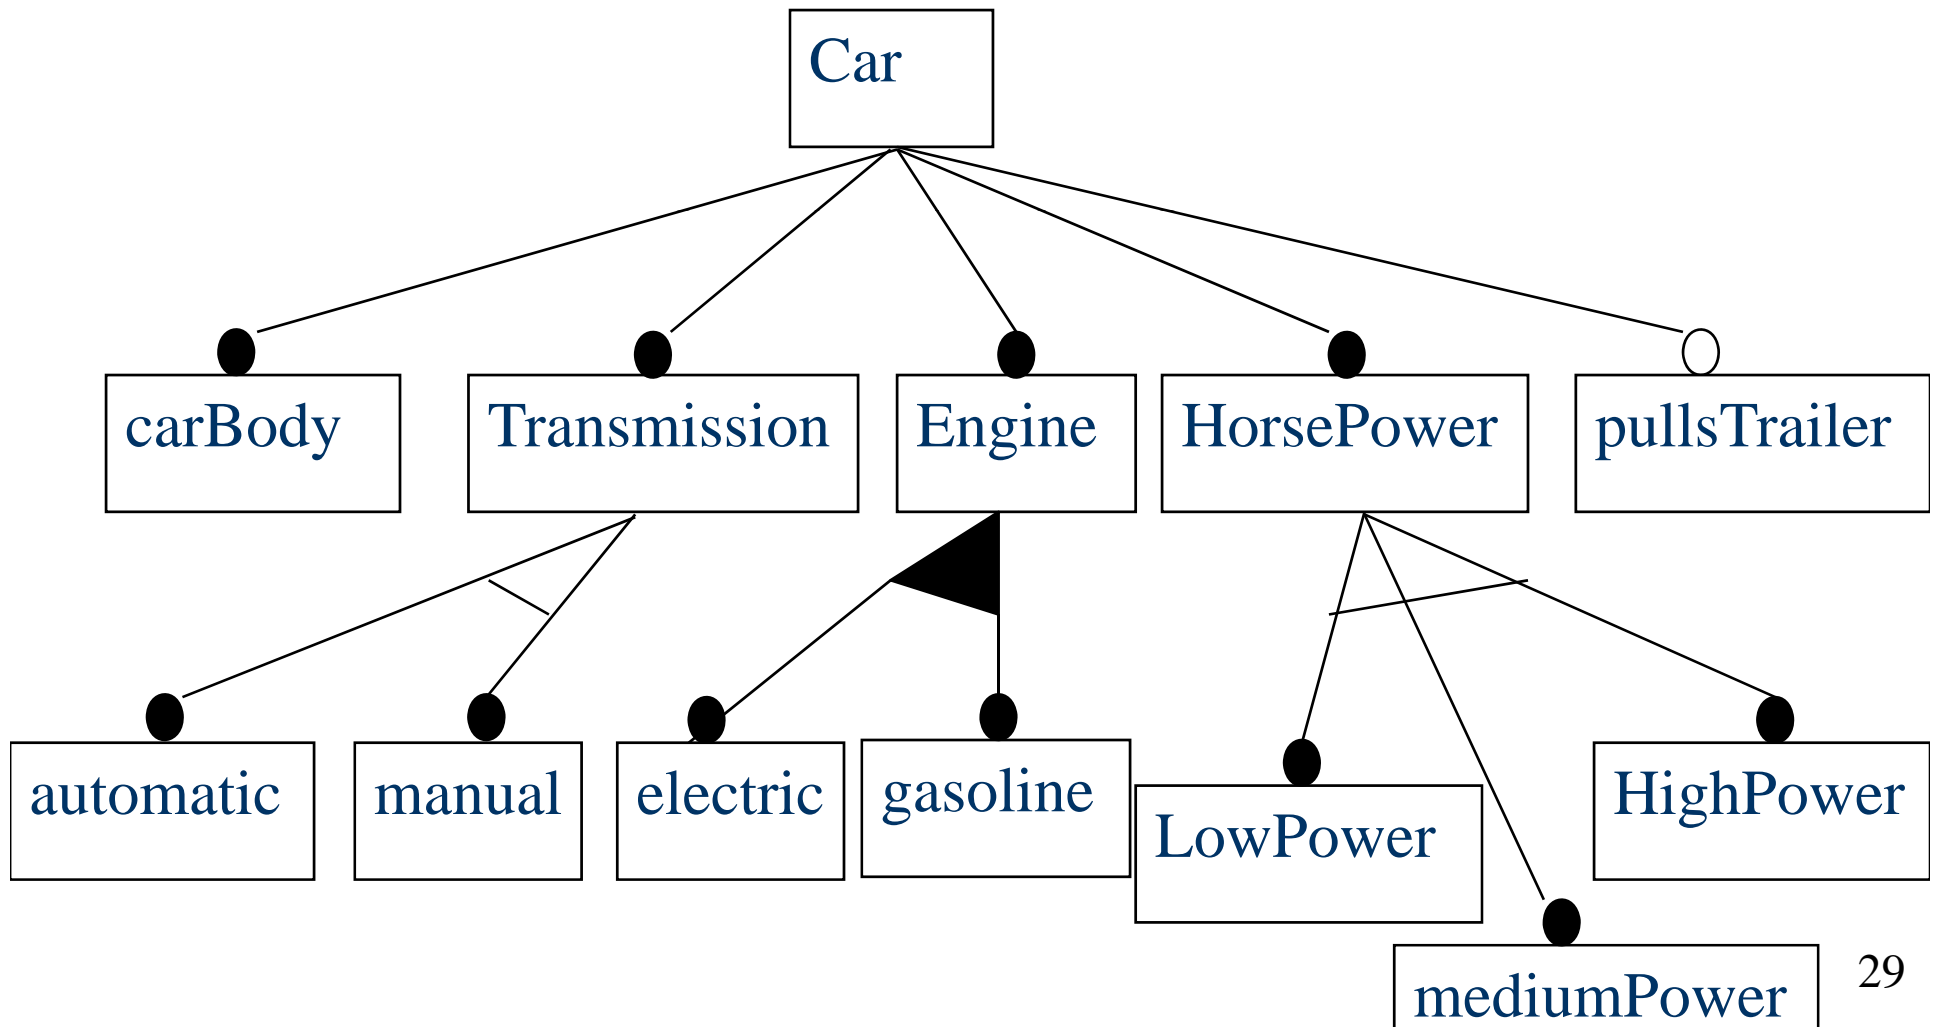 Car
carBody
Transmission
Engine
HorsePower
pullsTrailer
automatic
manual
electric
gasoline
LowPower
HighPower
mediumPower
29